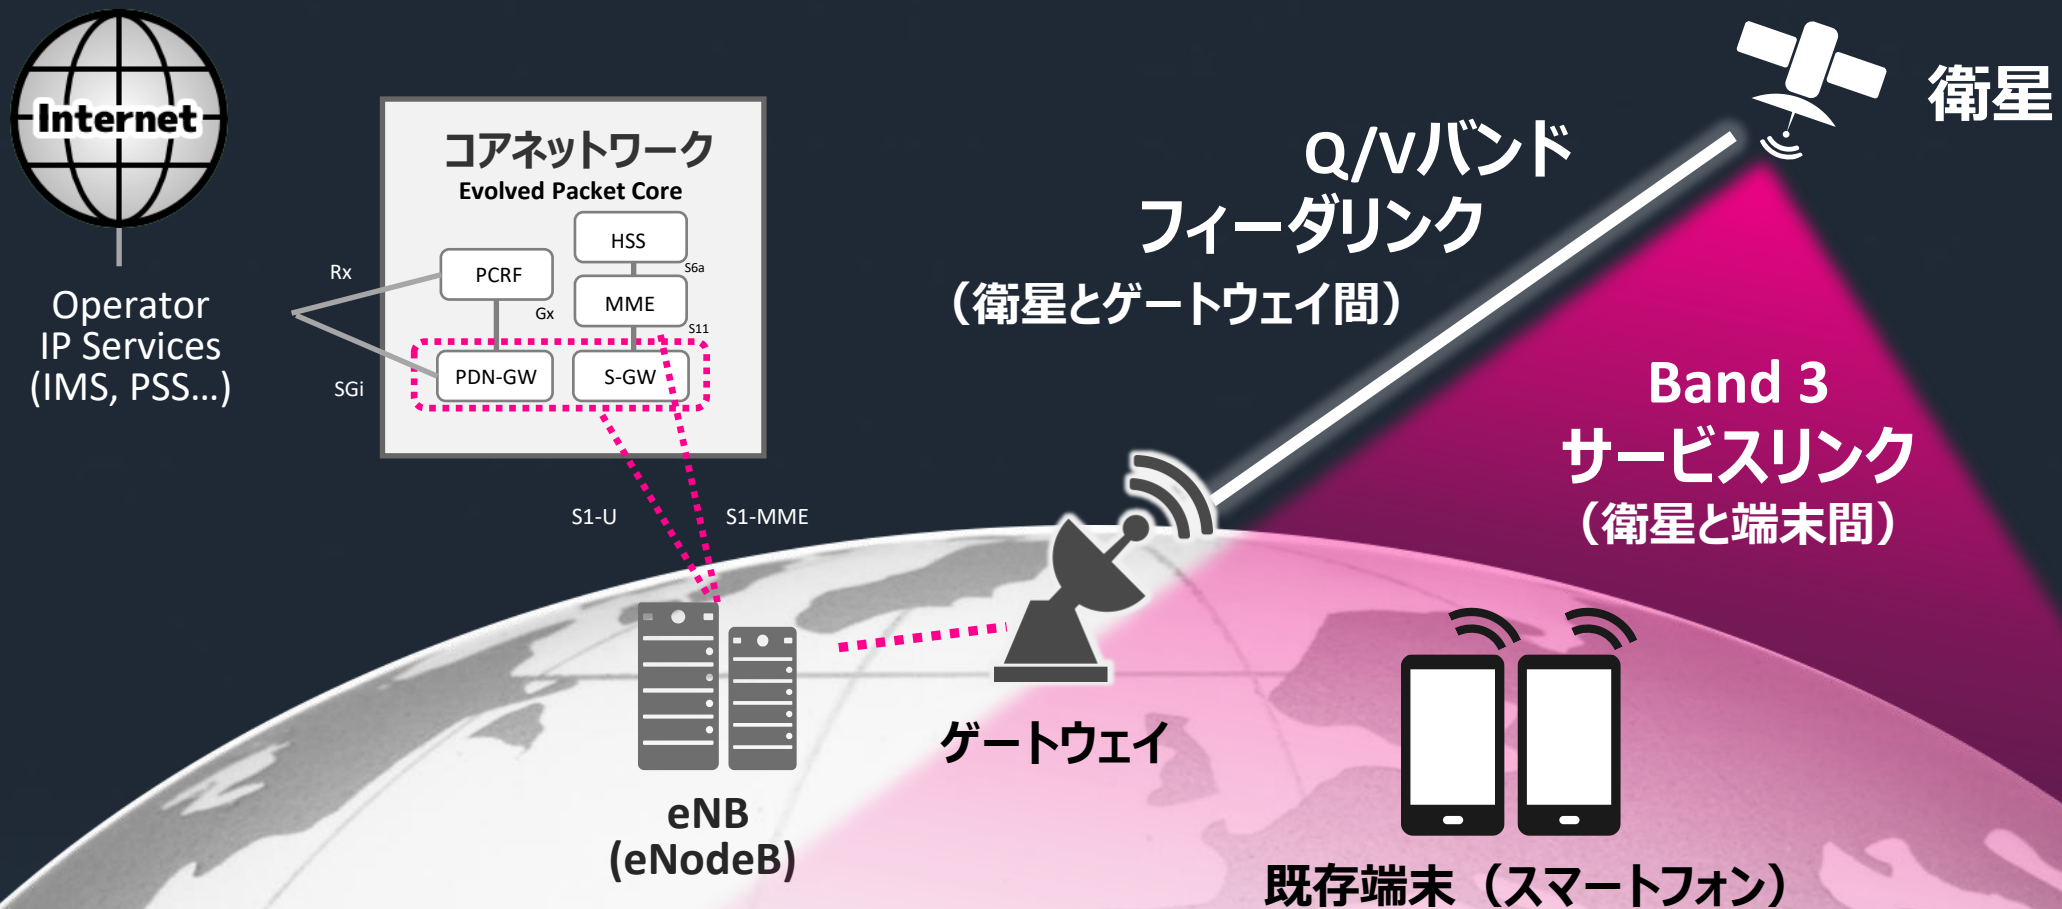 Internet
Operator
IP Services
(IMS, PSS...)
Rx
SGi
コアネットワーク
Evolved Packet Core
HSS
S6a
PCRF
MME
Gx
S11
PDN-GW
S-GW
S1-U
S1-MME
eNB
(eNodeB)
ゲートウェイ
Q/Vバンド
フィーダリンク
（衛星とゲートウェイ間）
衛星
Band 3
サービスリンク
（衛星と端末間）
既存端末（スマートフォン）